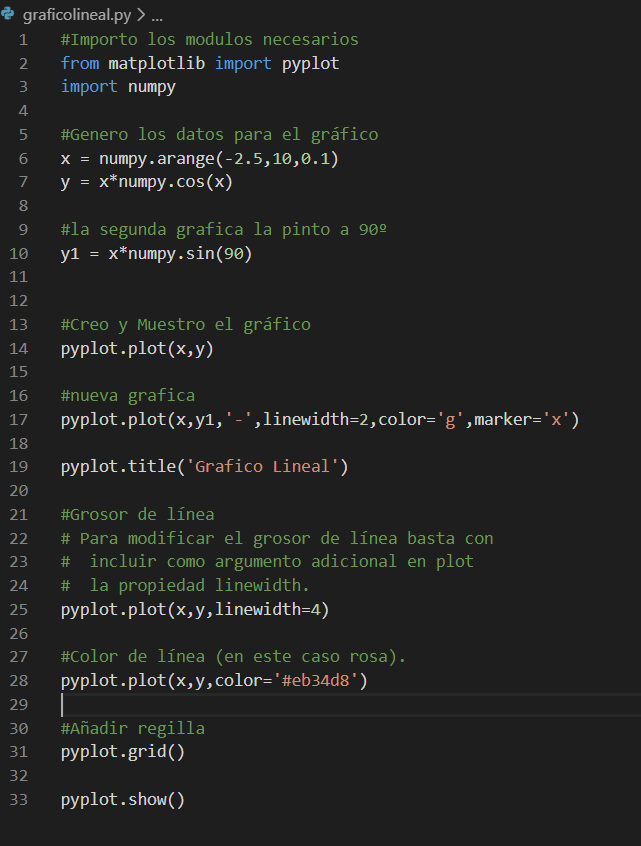 graficolineal.py > ...
1 #Importo los modulos necesarios
2 from matplotlib import pyplot
3 import numpy
4
5 #Genero los datos para el gráfico
6 x = numpy.arange(-2.5,10,0.1)
7 y = x*numpy.cos(x)
8
9 #la segunda grafica la pinto a 90º
10 y1 = x*numpy.sin(90)
11
12
13 #Creo y Muestro el gráfico
14 pyplot.plot(x,y)
15
16 #nueva grafica
17 pyplot.plot(x,y1,'-',linewidth=2,color='g',marker='x')
18
19 pyplot.title('Grafico Lineal')
20
21 #Grosor de línea
22 # Para modificar el grosor de línea basta con
23 #  incluir como argumento adicional en plot
24 #  la propiedad linewidth.
25 pyplot.plot(x,y,linewidth=4)
26
27 #Color de línea (en este caso rosa).
28 pyplot.plot(x,y,color='#eb34d8')
29
30 #Añadir regilla
31 pyplot.grid()
32
33 pyplot.show()